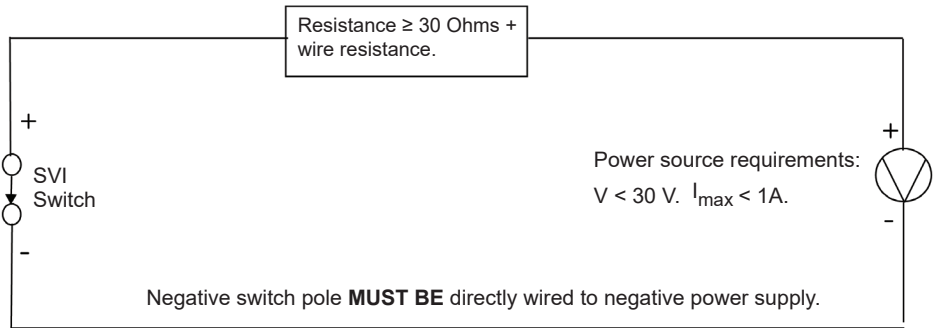 Resistance ≥ 30 Ohms +
wire resistance.
+
+
SVI
Switch
Power source requirements:
V < 30 V. Imax < 1A.
-
-
Negative switch pole MUST BE directly wired to negative power supply.